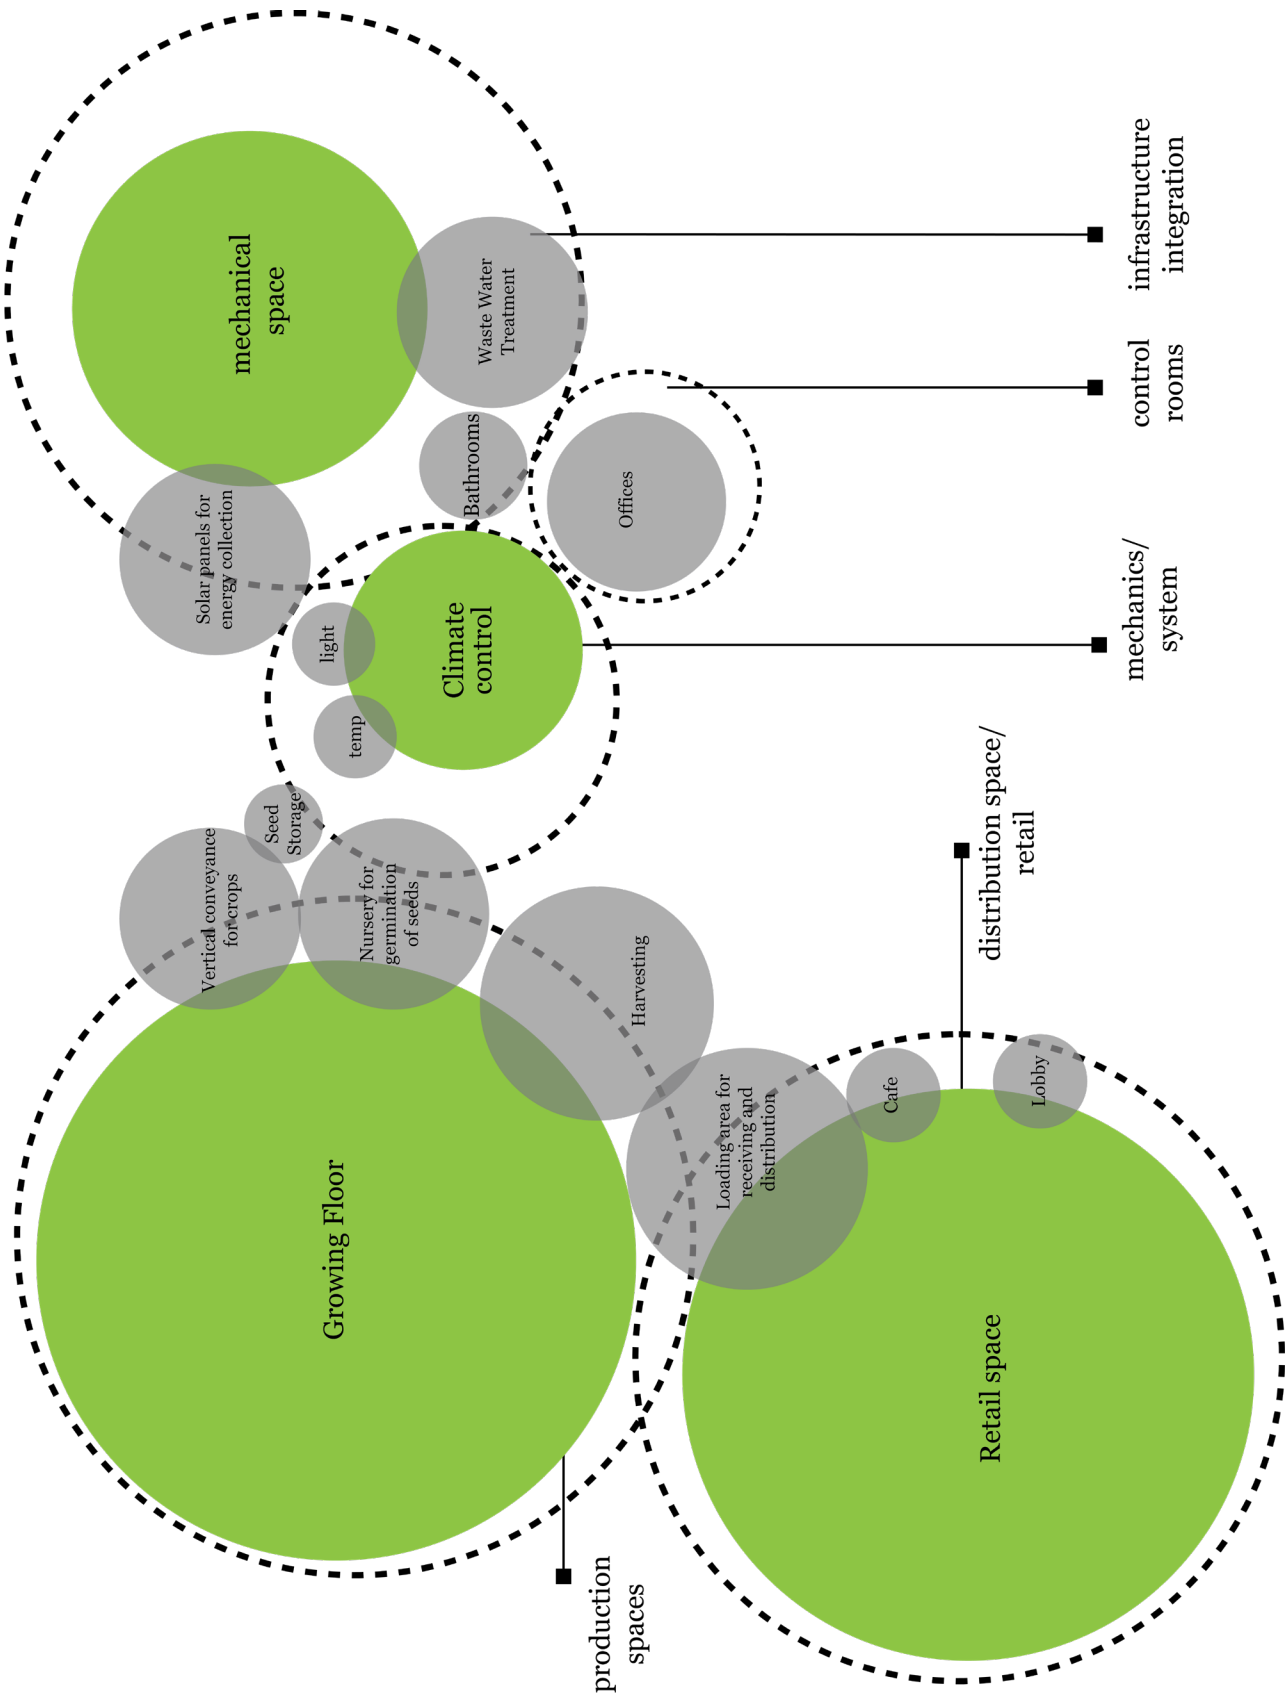 production
spaces
Growing Floor
Vertical conveyance
for crops
Seed
Storage
Nursery for
germination
of seeds
Harvesting
Loading area for
receiving and
distribution
Retail space
Cafe
Lobby
distribution space/
retail
temp
light
Climate
control
mechanics/
system
Solar panels for
energy collection
Bathrooms
Offices
control
rooms
mechanical
space
Waste Water
Treatment
infrastructure
integration